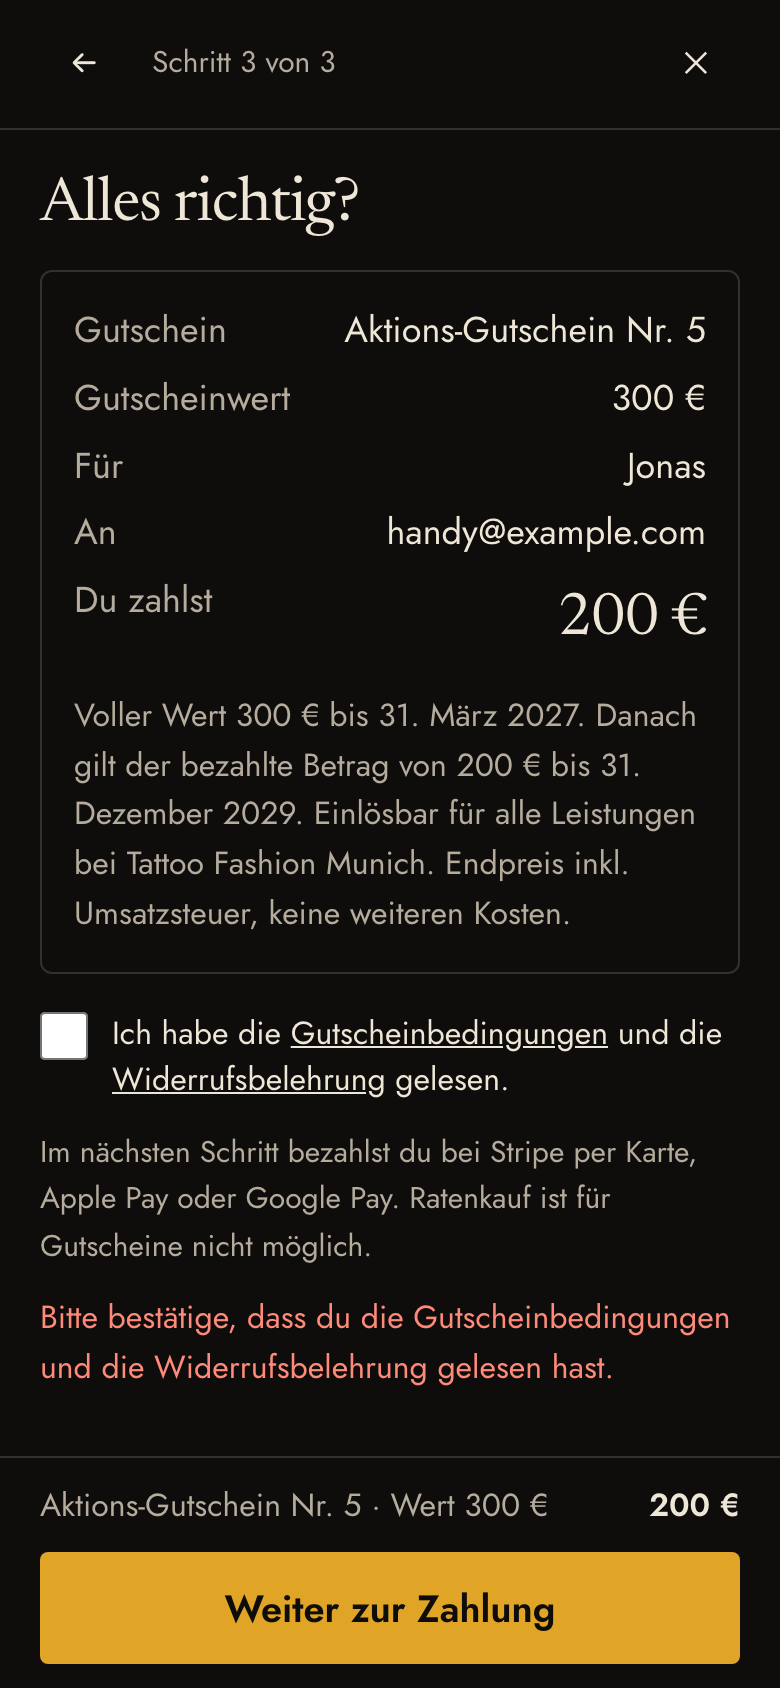 Schritt 3 von 3
Alles richtig?
Gutschein Aktions-Gutschein Nr. 5
Gutscheinwert 300 €
Für Jonas
An handy@example.com
Du zahlst 200 €
Voller Wert 300 € bis 31. März 2027. Danach
gilt der bezahlte Betrag von 200 € bis 31.
Dezember 2029. Einlösbar für alle Leistungen
bei Tattoo Fashion Munich. Endpreis inkl.
Umsatzsteuer, keine weiteren Kosten.
Ich habe die Gutscheinbedingungen und die
Widerrufsbelehrung gelesen.
Im nächsten Schritt bezahlst du bei Stripe per Karte,
Apple Pay oder Google Pay. Ratenkauf ist für
Gutscheine nicht möglich.
Bitte bestätige, dass du die Gutscheinbedingungen
und die Widerrufsbelehrung gelesen hast.
Aktions-Gutschein Nr. 5 · Wert 300 € 200 €
Weiter zur Zahlung